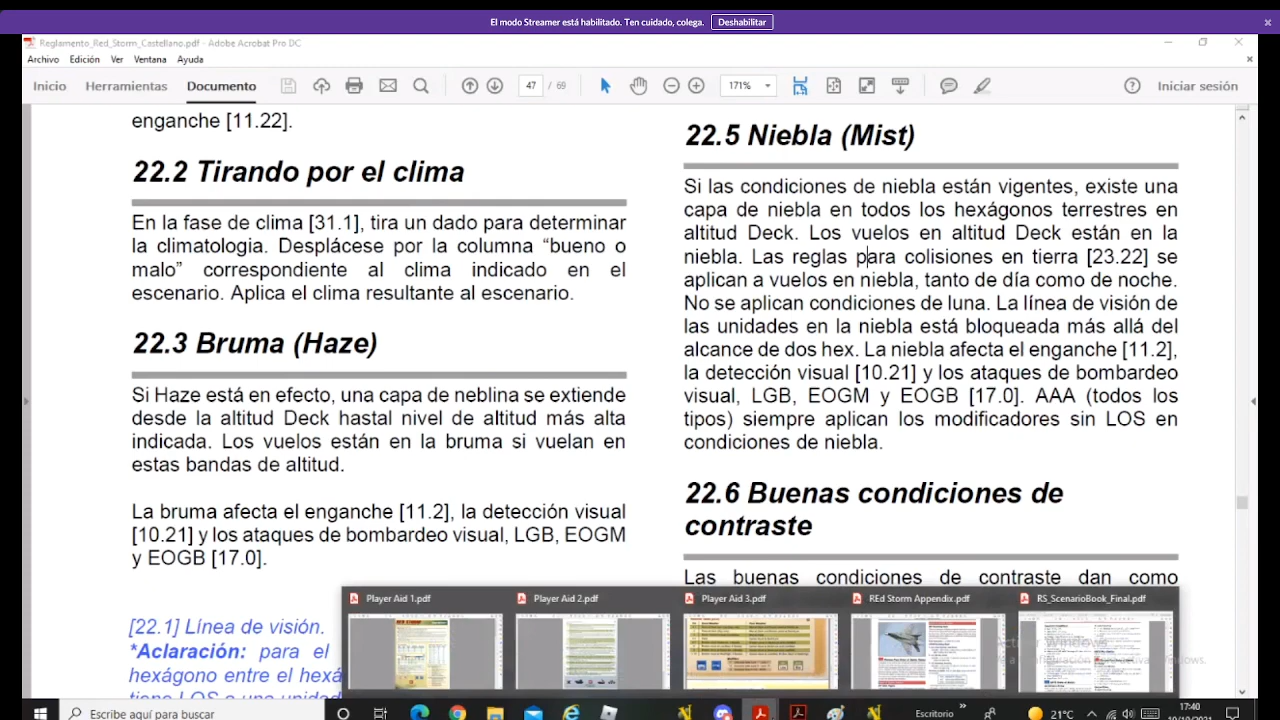 El modo Streamer está habilitado. Ten cuidado, colega. Deshabilitar
Reglamento_Red_Storm_Castellano.pdf - Adobe Acrobat Pro DC
Archivo Edición Ver Ventana Ayuda
Inicio Herramientas Documento 47 / 69 171% Iniciar sesión
enganche [11.22].
22.2 Tirando por el clima
En la fase de clima [31.1], tira un dado para determinar
la climatologia. Desplácese por la columna “bueno o
malo” correspondiente al clima indicado en el
escenario. Aplica el clima resultante al escenario.
22.3 Bruma (Haze)
Si Haze está en efecto, una capa de neblina se extiende
desde la altitud Deck hastal nivel de altitud más alta
indicada. Los vuelos están en la bruma si vuelan en
estas bandas de altitud.
La bruma afecta el enganche [11.2], la detección visual
[10.21] y los ataques de bombardeo visual, LGB, EOGM
y EOGB [17.0].
[22.1] Línea de visión.
*Aclaración: para el
hexágono entre el hexá
tiene LOS a una unidad
22.5 Niebla (Mist)
Si las condiciones de niebla están vigentes, existe una
capa de niebla en todos los hexágonos terrestres en
altitud Deck. Los vuelos en altitud Deck están en la
niebla. Las reglas para colisiones en tierra [23.22] se
aplican a vuelos en niebla, tanto de día como de noche.
No se aplican condiciones de luna. La línea de visión de
las unidades en la niebla está bloqueada más allá del
alcance de dos hex. La niebla afecta el enganche [11.2],
la detección visual [10.21] y los ataques de bombardeo
visual, LGB, EOGM y EOGB [17.0]. AAA (todos los
tipos) siempre aplican los modificadores sin LOS en
condiciones de niebla.
22.6 Buenas condiciones de
contraste
Las buenas condiciones de contraste dan como
Player Aid 1.pdf
Player Aid 2.pdf
Player Aid 3.pdf
REd Storm Appendix.pdf
RS_ScenarioBook_Final.pdf
Escribe aquí para buscar
Escritorio
21°C
17:40
10/10/2021